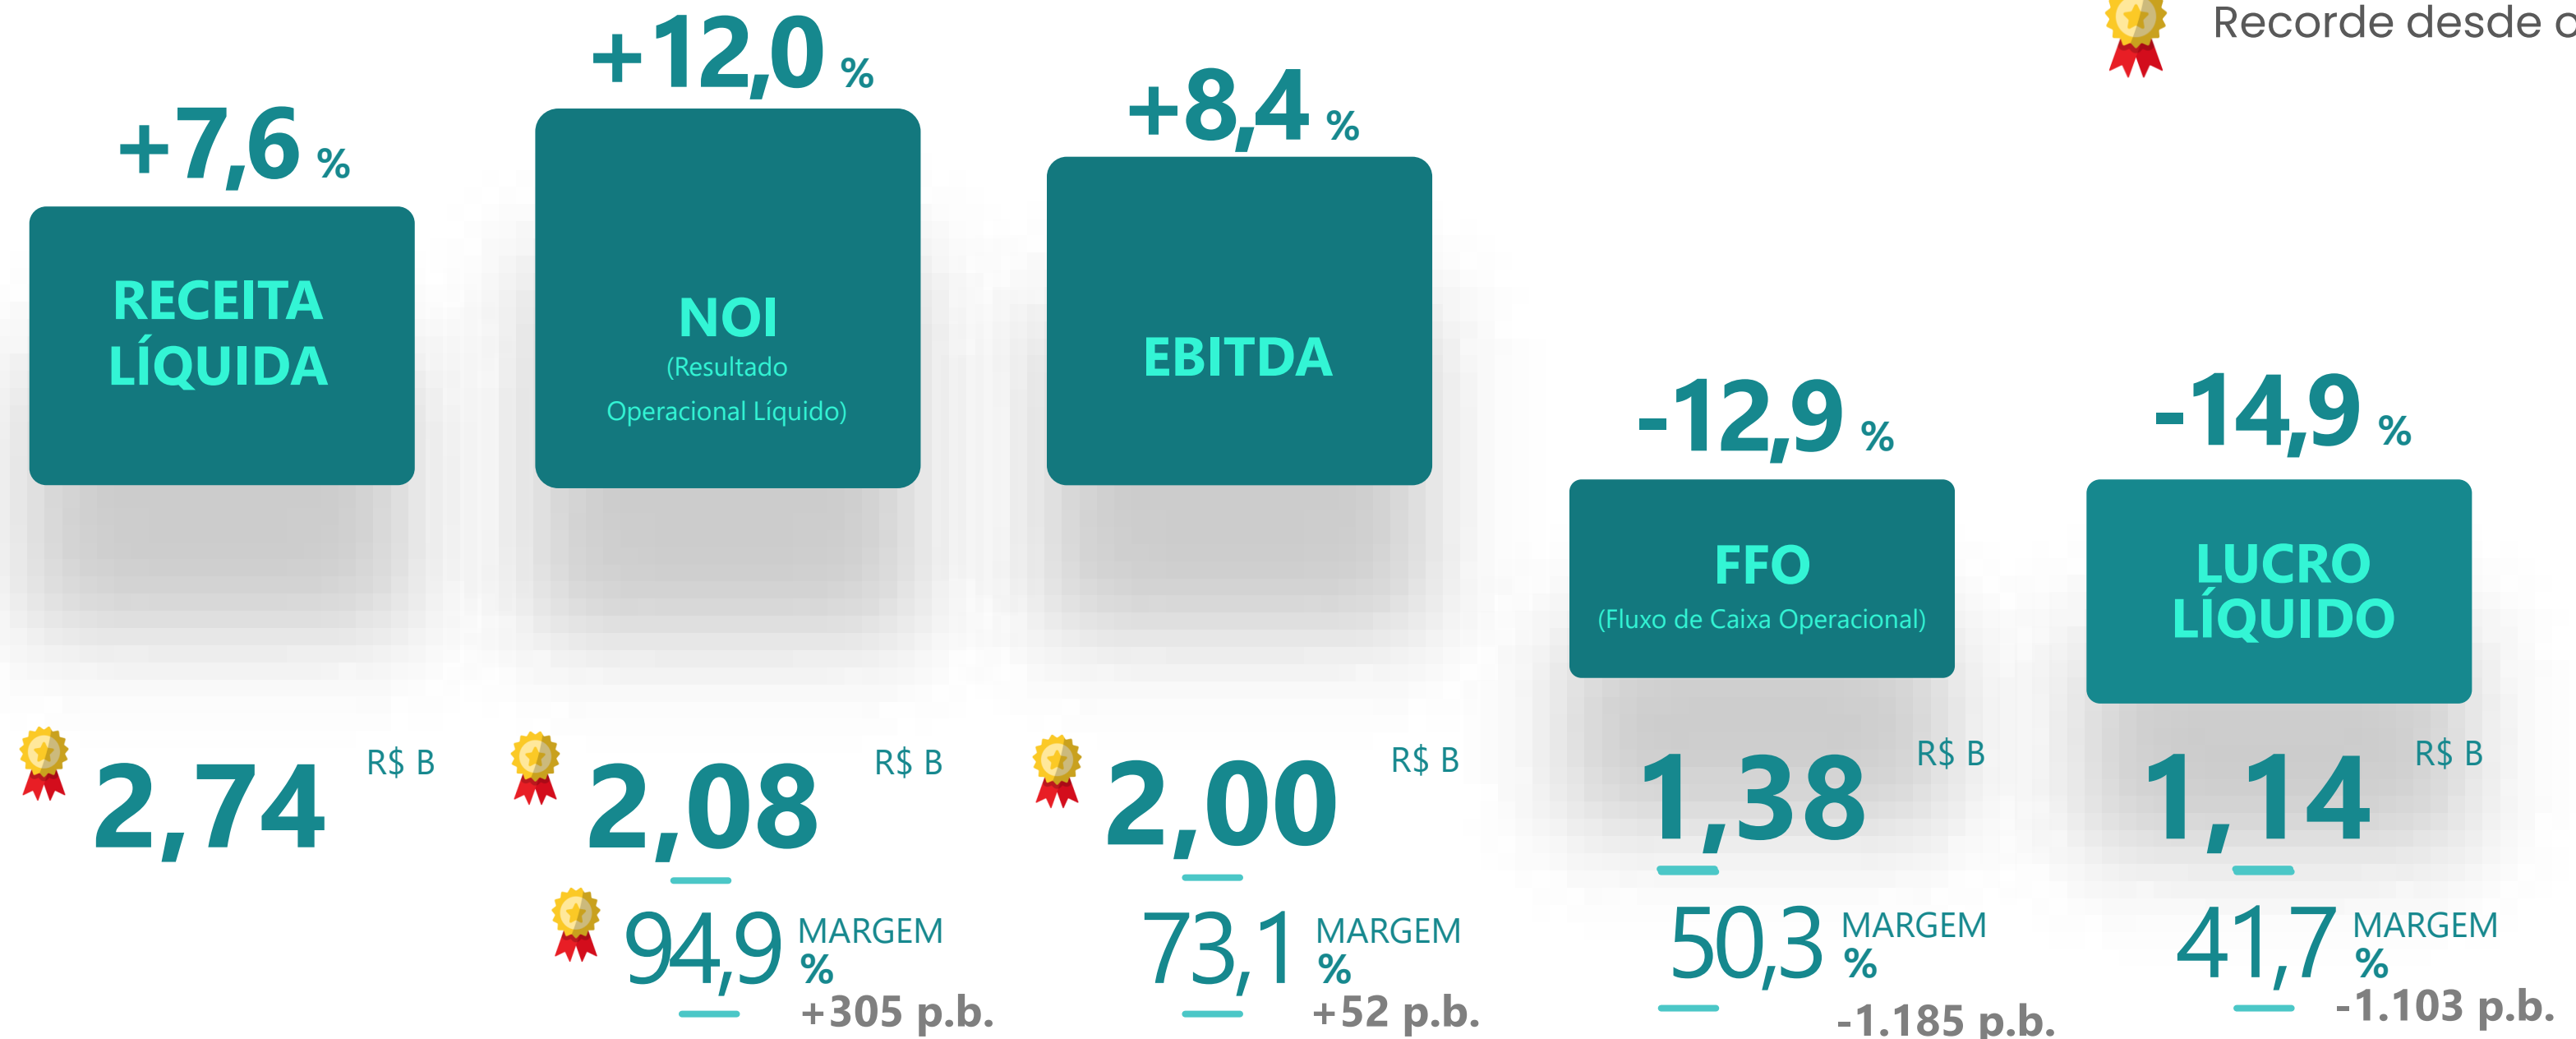 Recorde desde o
+7,6 %
RECEITA
LÍQUIDA
2,74 R$ B
+12,0 %
NOI
(Resultado
Operacional Líquido)
2,08 R$ B
94,9 MARGEM
%
+305 p.b.
+8,4 %
EBITDA
2,00 R$ B
73,1 MARGEM
%
+52 p.b.
-12,9 %
FFO
(Fluxo de Caixa Operacional)
1,38 R$ B
50,3 MARGEM
%
-1.185 p.b.
-14,9 %
LUCRO
LÍQUIDO
1,14 R$ B
41,7 MARGEM
%
-1.103 p.b.